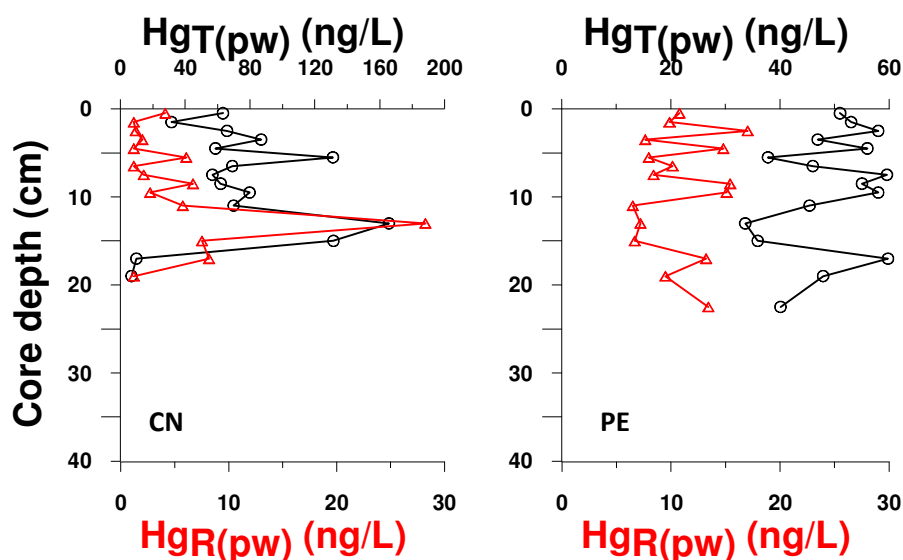 HgT(pw) (ng/L) HgT(pw) (ng/L)
0 40 80 120 160 200 0 20 40 60
Core depth (cm)
0 0
10 10
20 20
30 30
40 40
CN PE
0 10 20 30 0 10 20 30
HgR(pw) (ng/L) HgR(pw) (ng/L)